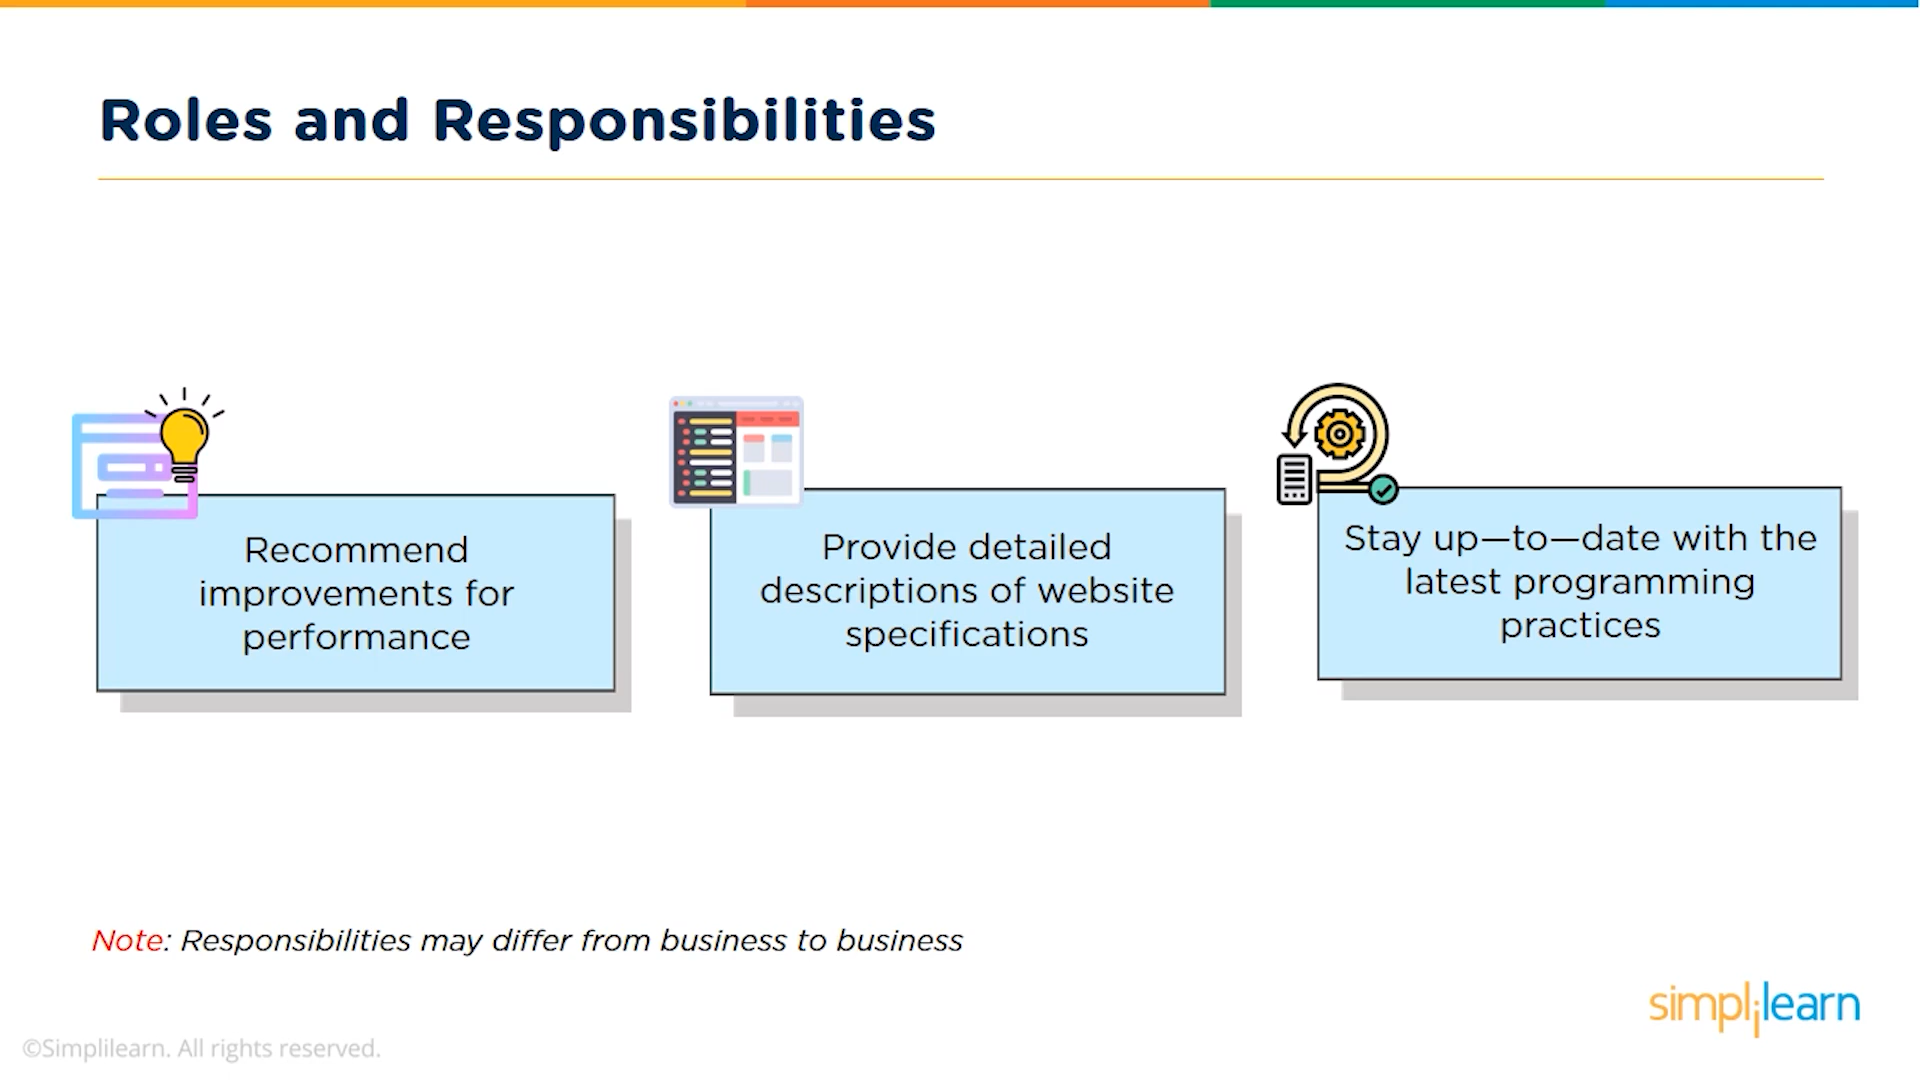 Roles and Responsibilities
Recommend
improvements for
performance
Provide detailed
descriptions of website
specifications
Stay up—to—date with the
latest programming
practices
Note: Responsibilities may differ from business to business
simplilearn
©Simplilearn. All rights reserved.